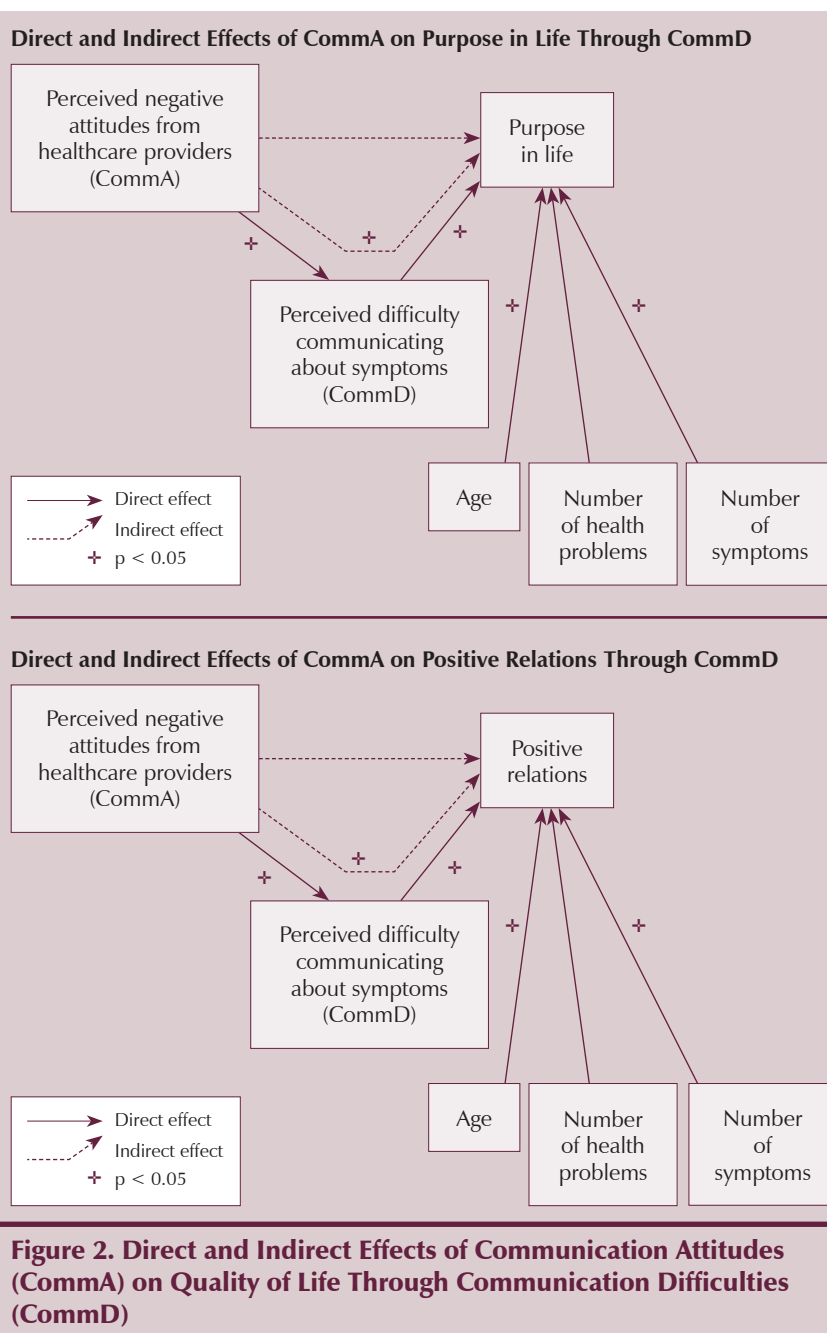 Direct and Indirect Effects of CommA on Purpose in Life Through CommD
Perceived negative
attitudes from
healthcare providers
(CommA)
Purpose
in life
✛
✛
✛
Perceived difficulty
communicating
about symptoms
(CommD)
✛
✛
Age
Number
of health
problems
Number
of
symptoms
Direct effect
Indirect effect
✛ p < 0.05
Direct and Indirect Effects of CommA on Positive Relations Through CommD
Perceived negative
attitudes from
healthcare providers
(CommA)
Positive
relations
✛
✛
✛
Perceived difficulty
communicating
about symptoms
(CommD)
✛
✛
Age
Number
of health
problems
Number
of
symptoms
Direct effect
Indirect effect
✛ p < 0.05
Figure 2. Direct and Indirect Effects of Communication Attitudes
(CommA) on Quality of Life Through Communication Difficulties
(CommD)